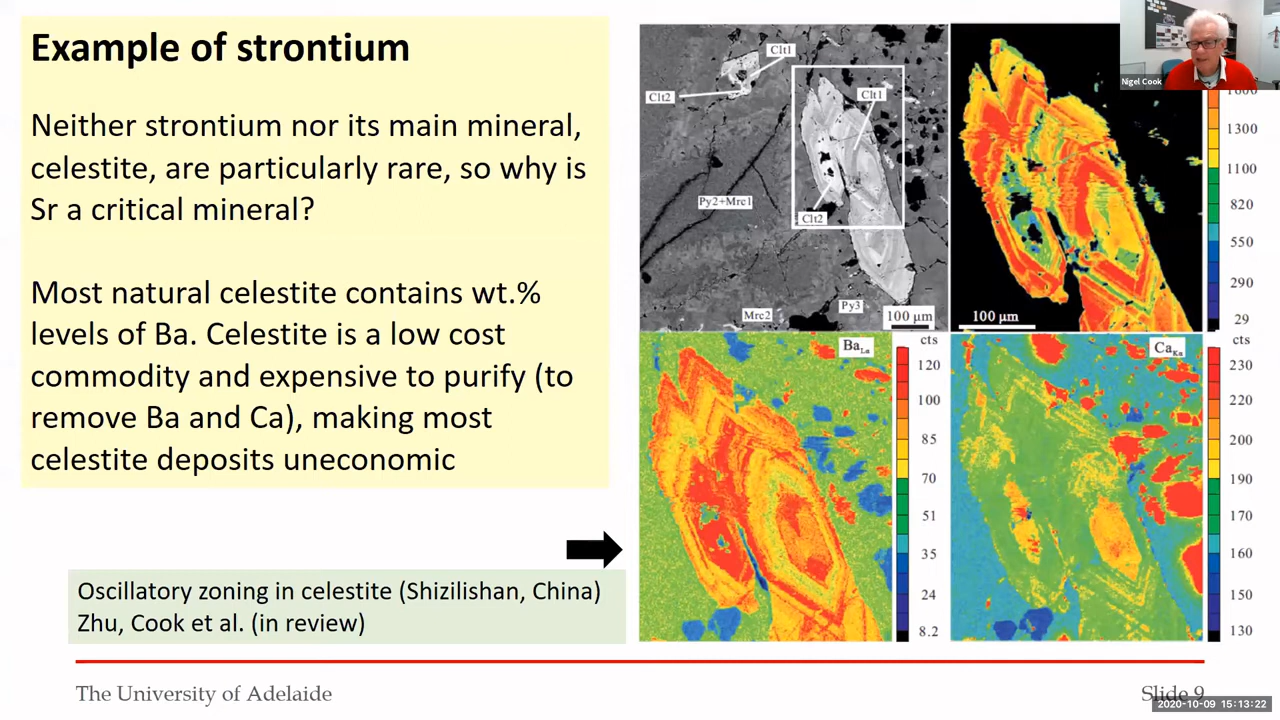 Example of strontium
Neither strontium nor its main mineral,
celestite, are particularly rare, so why is
Sr a critical mineral?
Most natural celestite contains wt.%
levels of Ba. Celestite is a low cost
commodity and expensive to purify (to
remove Ba and Ca), making most
celestite deposits uneconomic
Oscillatory zoning in celestite (Shizilishan, China)
Zhu, Cook et al. (in review)
Clt1
Clt2
Clt1
Py2+Mrc1
Clt2
Py3
Mrc2
100 µm
100 µm
1300
1100
820
550
290
29
Nigel Cook
BaLα
cts
120
100
85
70
51
35
24
8.2
CaKα
cts
230
220
200
190
170
160
150
130
The University of Adelaide
Slide 9
2020-10-09 15:13:22